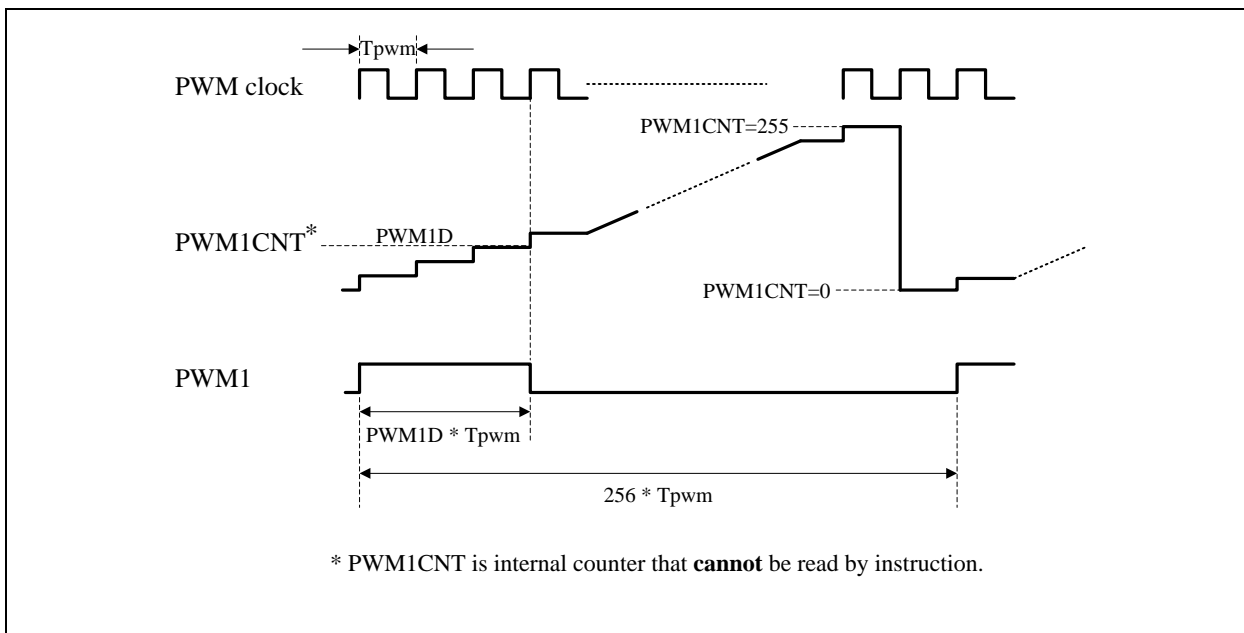 Tpwm
PWM clock
PWM1CNT=255
PWM1CNT*
PWM1D
PWM1CNT=0
PWM1
PWM1D * Tpwm
256 * Tpwm
* PWM1CNT is internal counter that cannot be read by instruction.